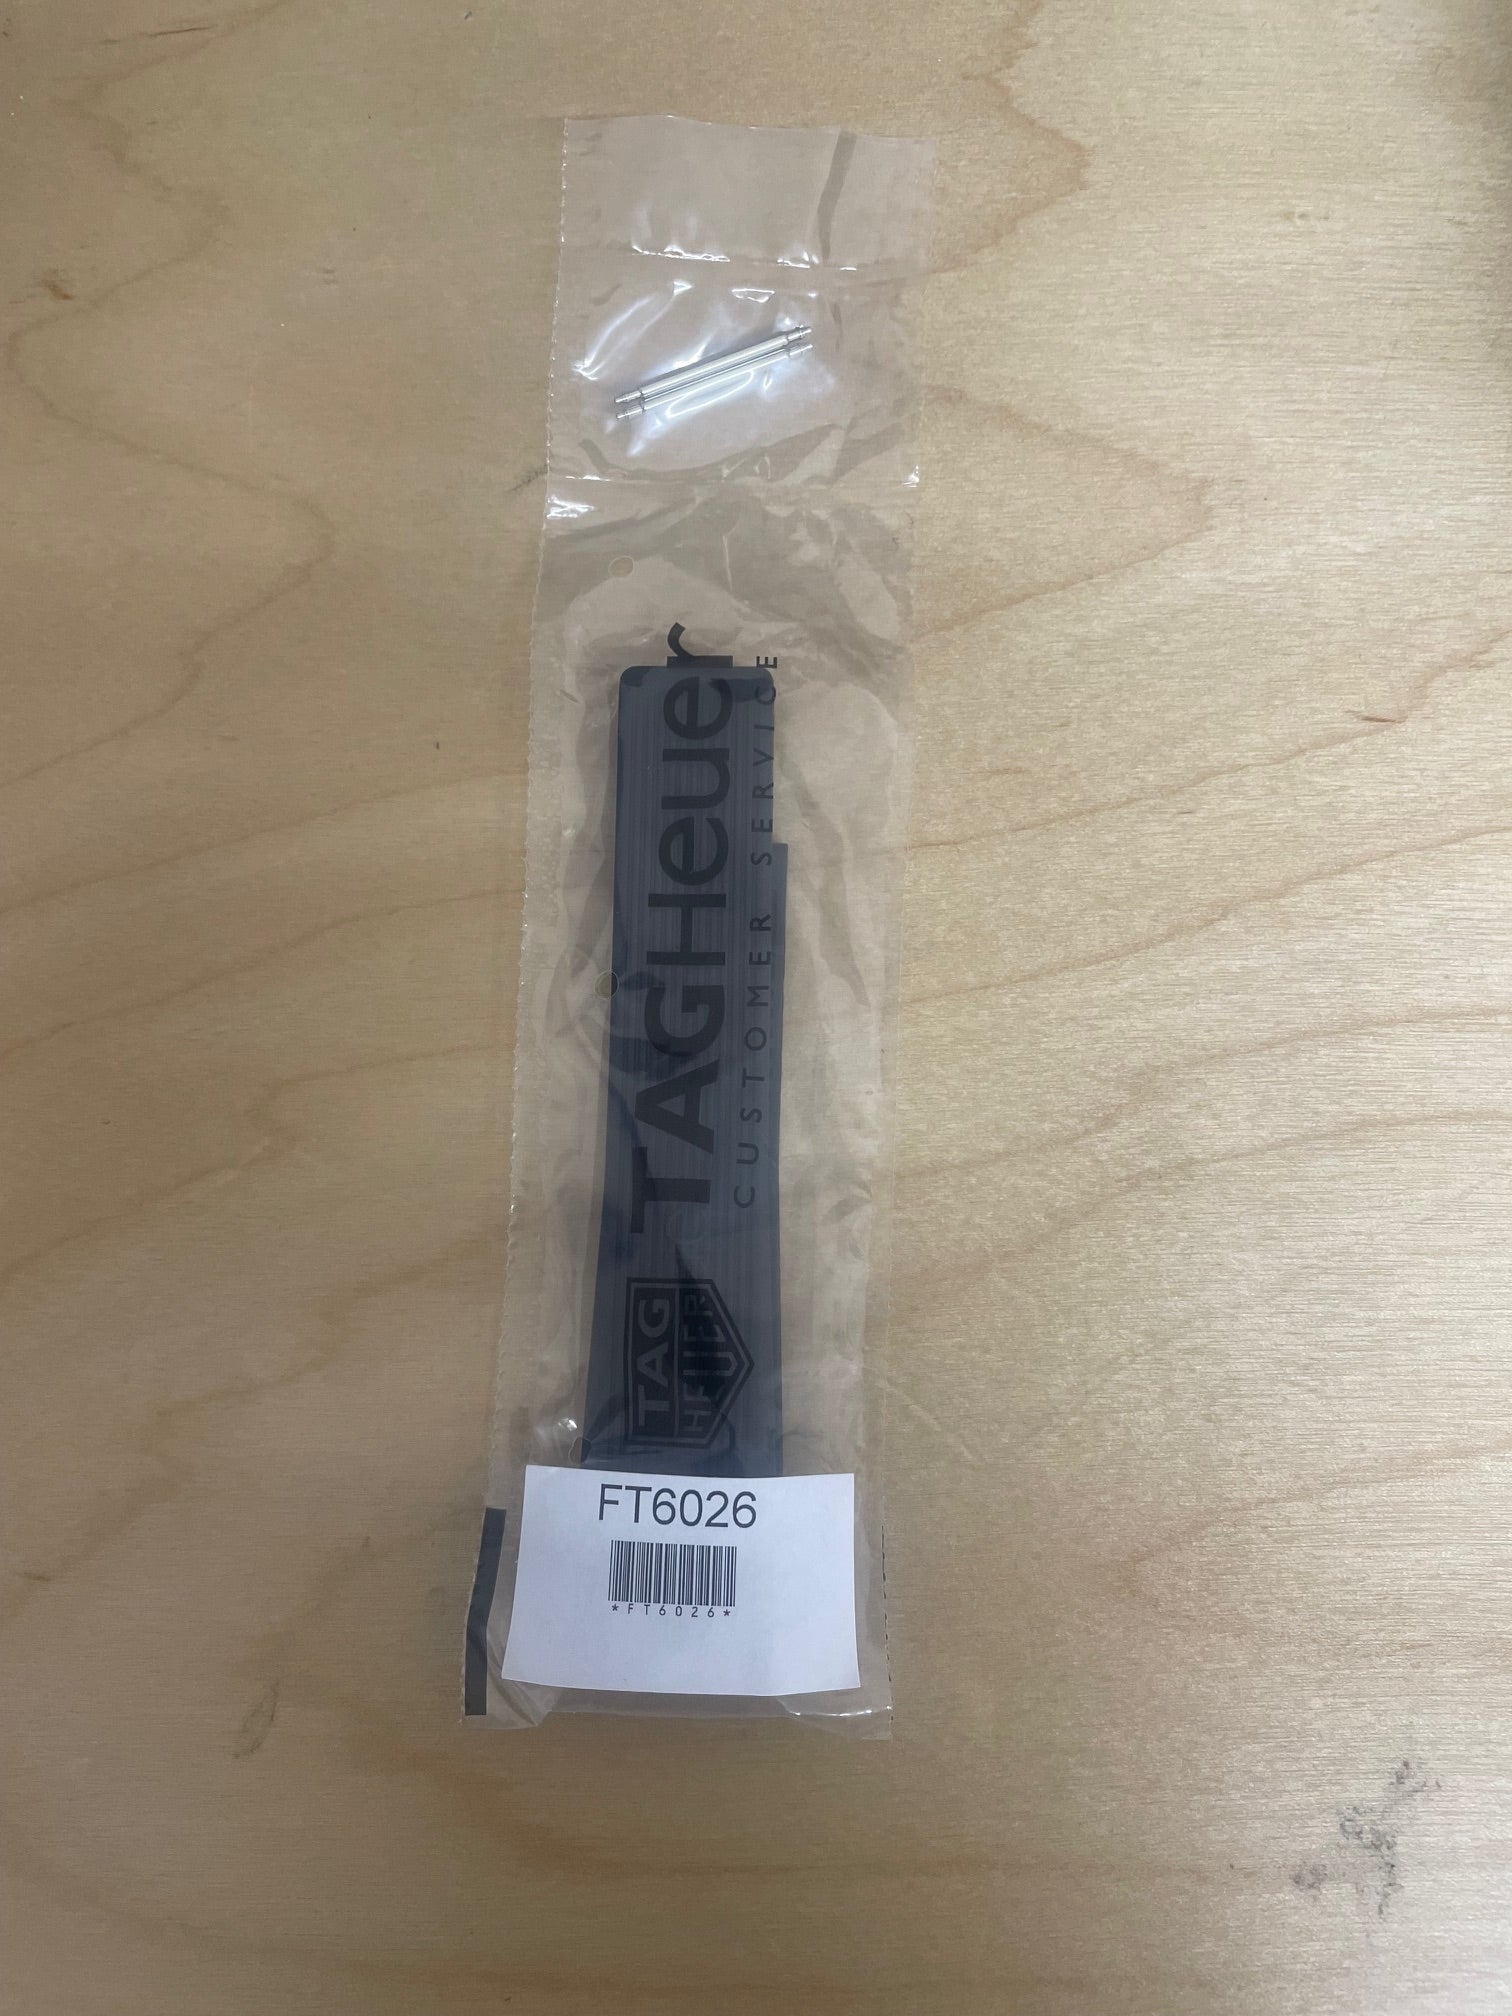 TAGHeuer
CUSTOMER SERVICE
TAG
HEUER
FT6026
*FT6026*